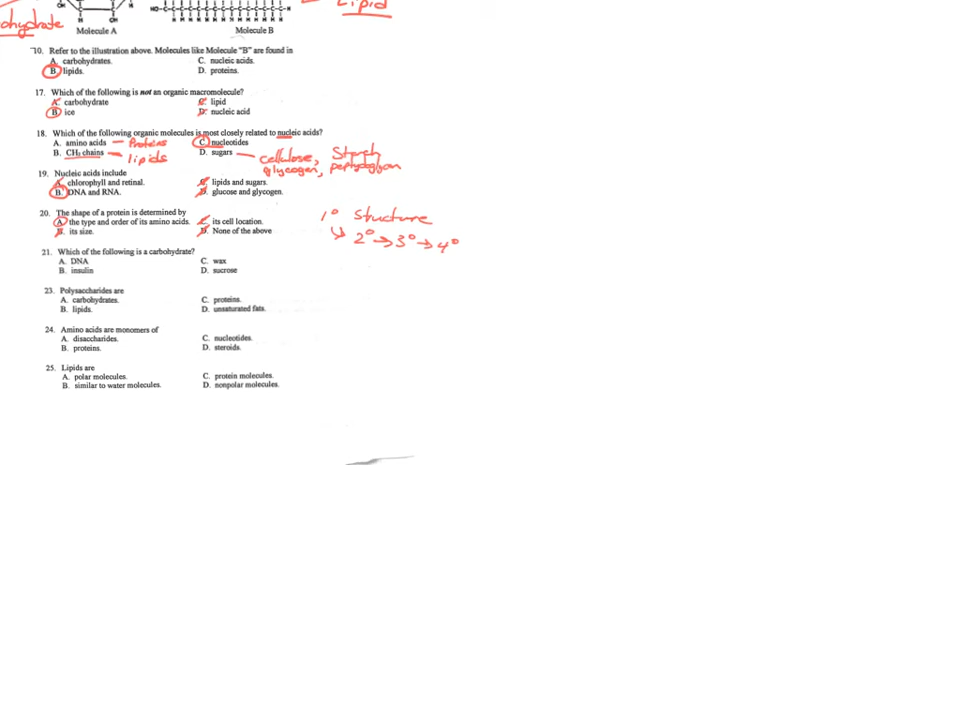 Lipid
ohydrate
OH H
H OH
HO-C-C-C-C-C-C-C-C-C-C-C-C-C-C-C-H
H H H H H H H H H H H H H H
Molecule A Molecule B
10. Refer to the illustration above. Molecules like Molecule "B" are found in
A. carbohydrates. C. nucleic acids.
B. lipids. D. proteins.
17. Which of the following is not an organic macromolecule?
A. carbohydrate C. lipid
B. ice D. nucleic acid
18. Which of the following organic molecules is most closely related to nucleic acids?
A. amino acids — Proteins C. nucleotides
B. CH₂ chains — lipids D. sugars — cellulose, Starch
glycogen,
19. Nucleic acids include
A. chlorophyll and retinal. C. lipids and sugars.
B. DNA and RNA. D. glucose and glycogen.
20. The shape of a protein is determined by 1° Structure
A. the type and order of its amino acids. C. its cell location.
B. its size. D. None of the above ↳ 2° → 3° → 4°
21. Which of the following is a carbohydrate?
A. DNA C. wax
B. insulin D. sucrose
23. Polysaccharides are
A. carbohydrates. C. proteins.
B. lipids. D. unsaturated fats.
24. Amino acids are monomers of
A. disaccharides. C. nucleotides.
B. proteins. D. steroids.
25. Lipids are
A. polar molecules. C. protein molecules.
B. similar to water molecules. D. nonpolar molecules.